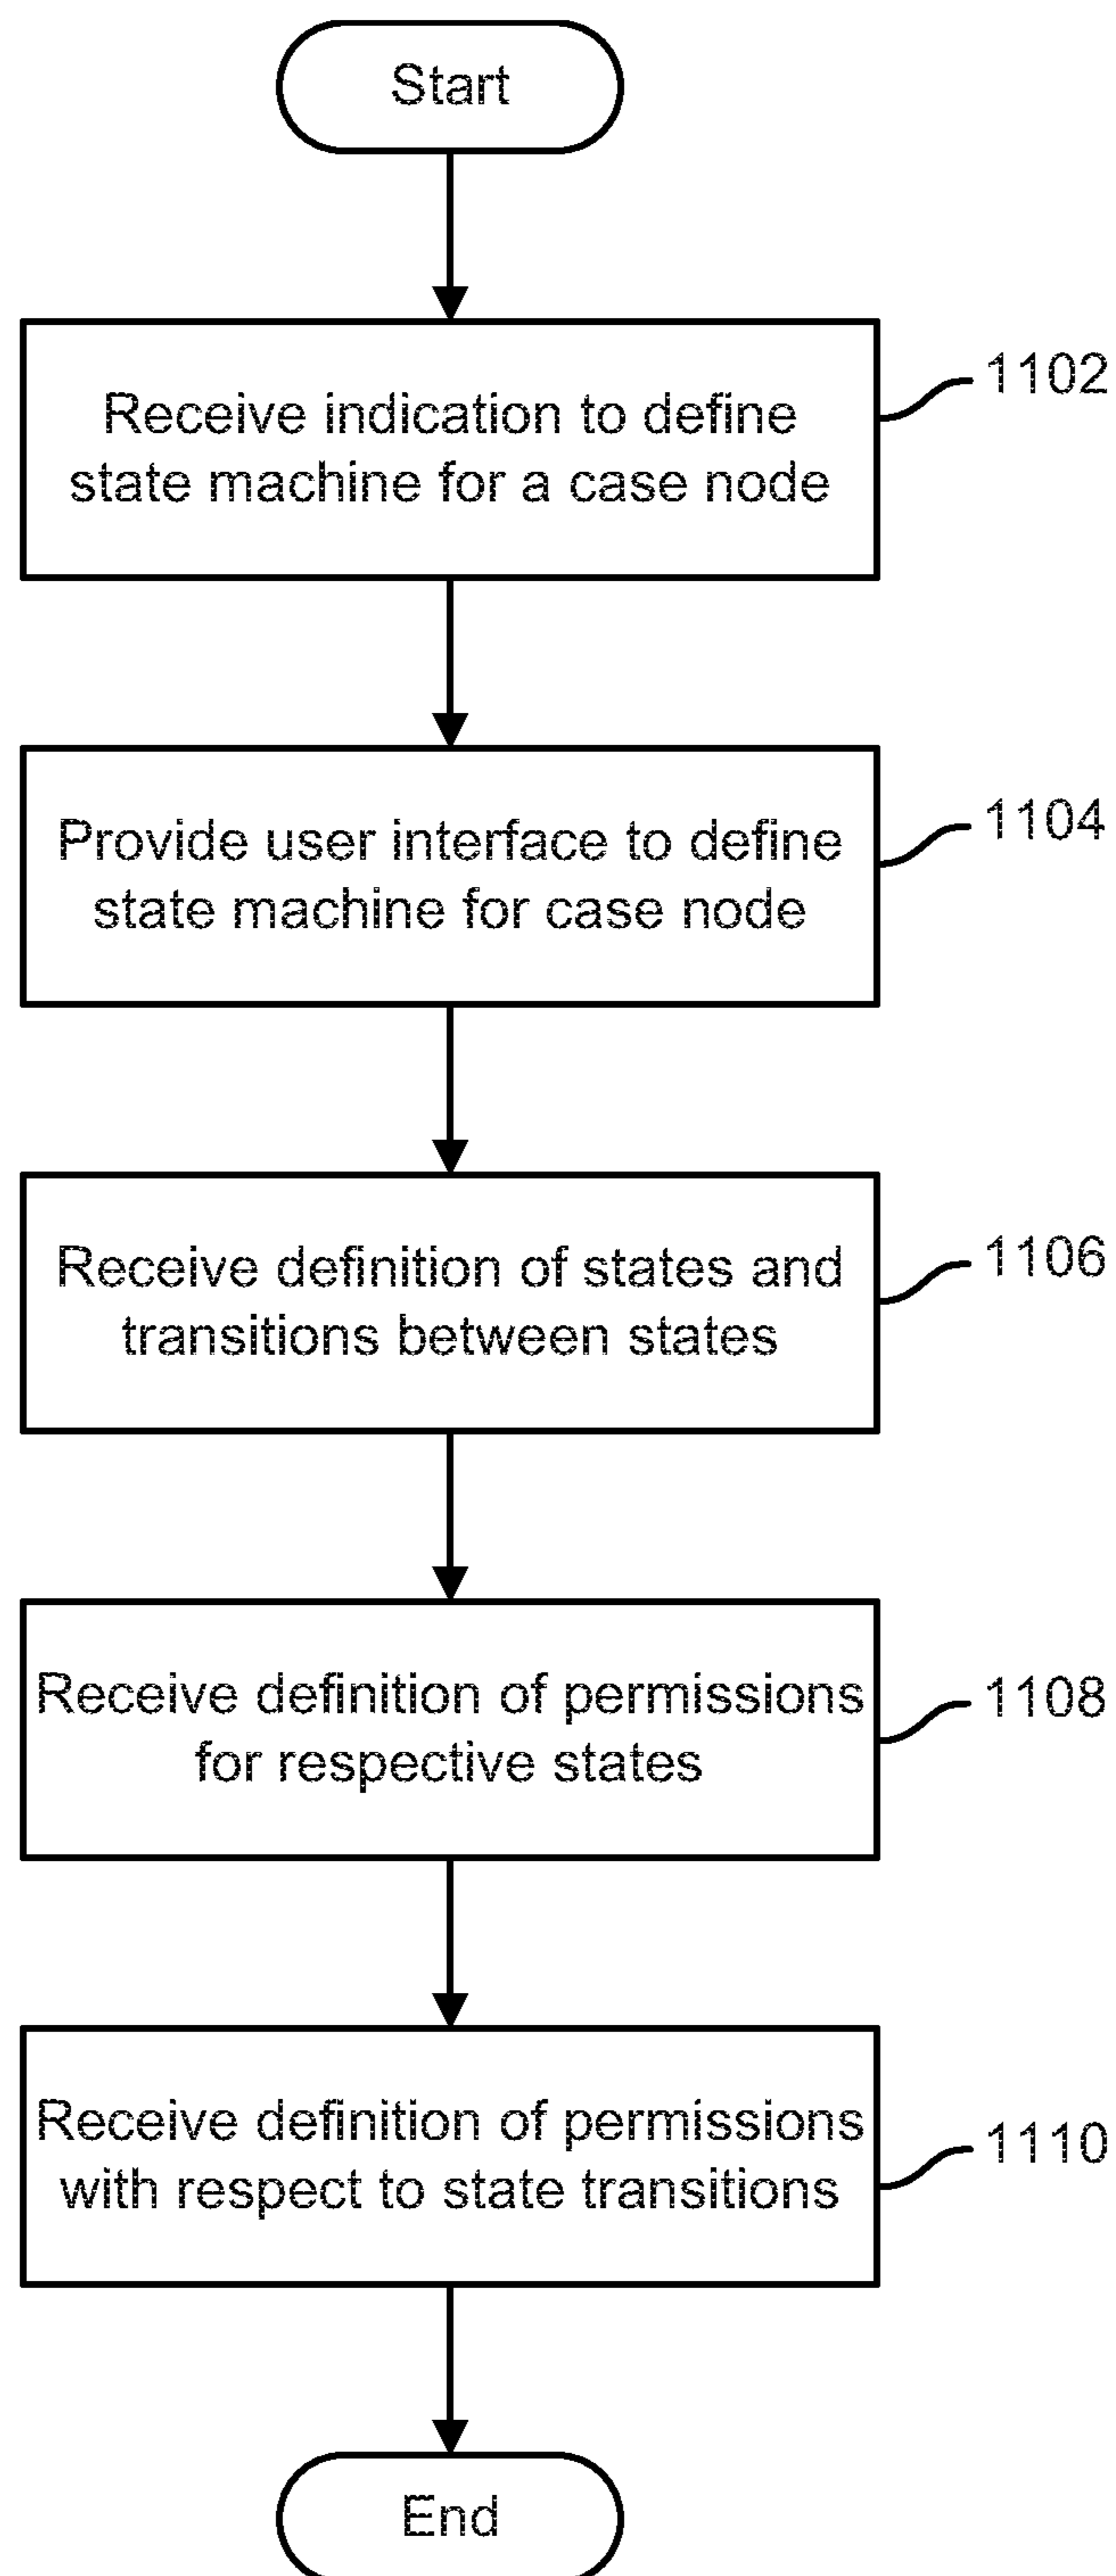 Start
Receive indication to define
state machine for a case node
1102
Provide user interface to define
state machine for case node
1104
Receive definition of states and
transitions between states
1106
Receive definition of permissions
for respective states
1108
Receive definition of permissions
with respect to state transitions
1110
End